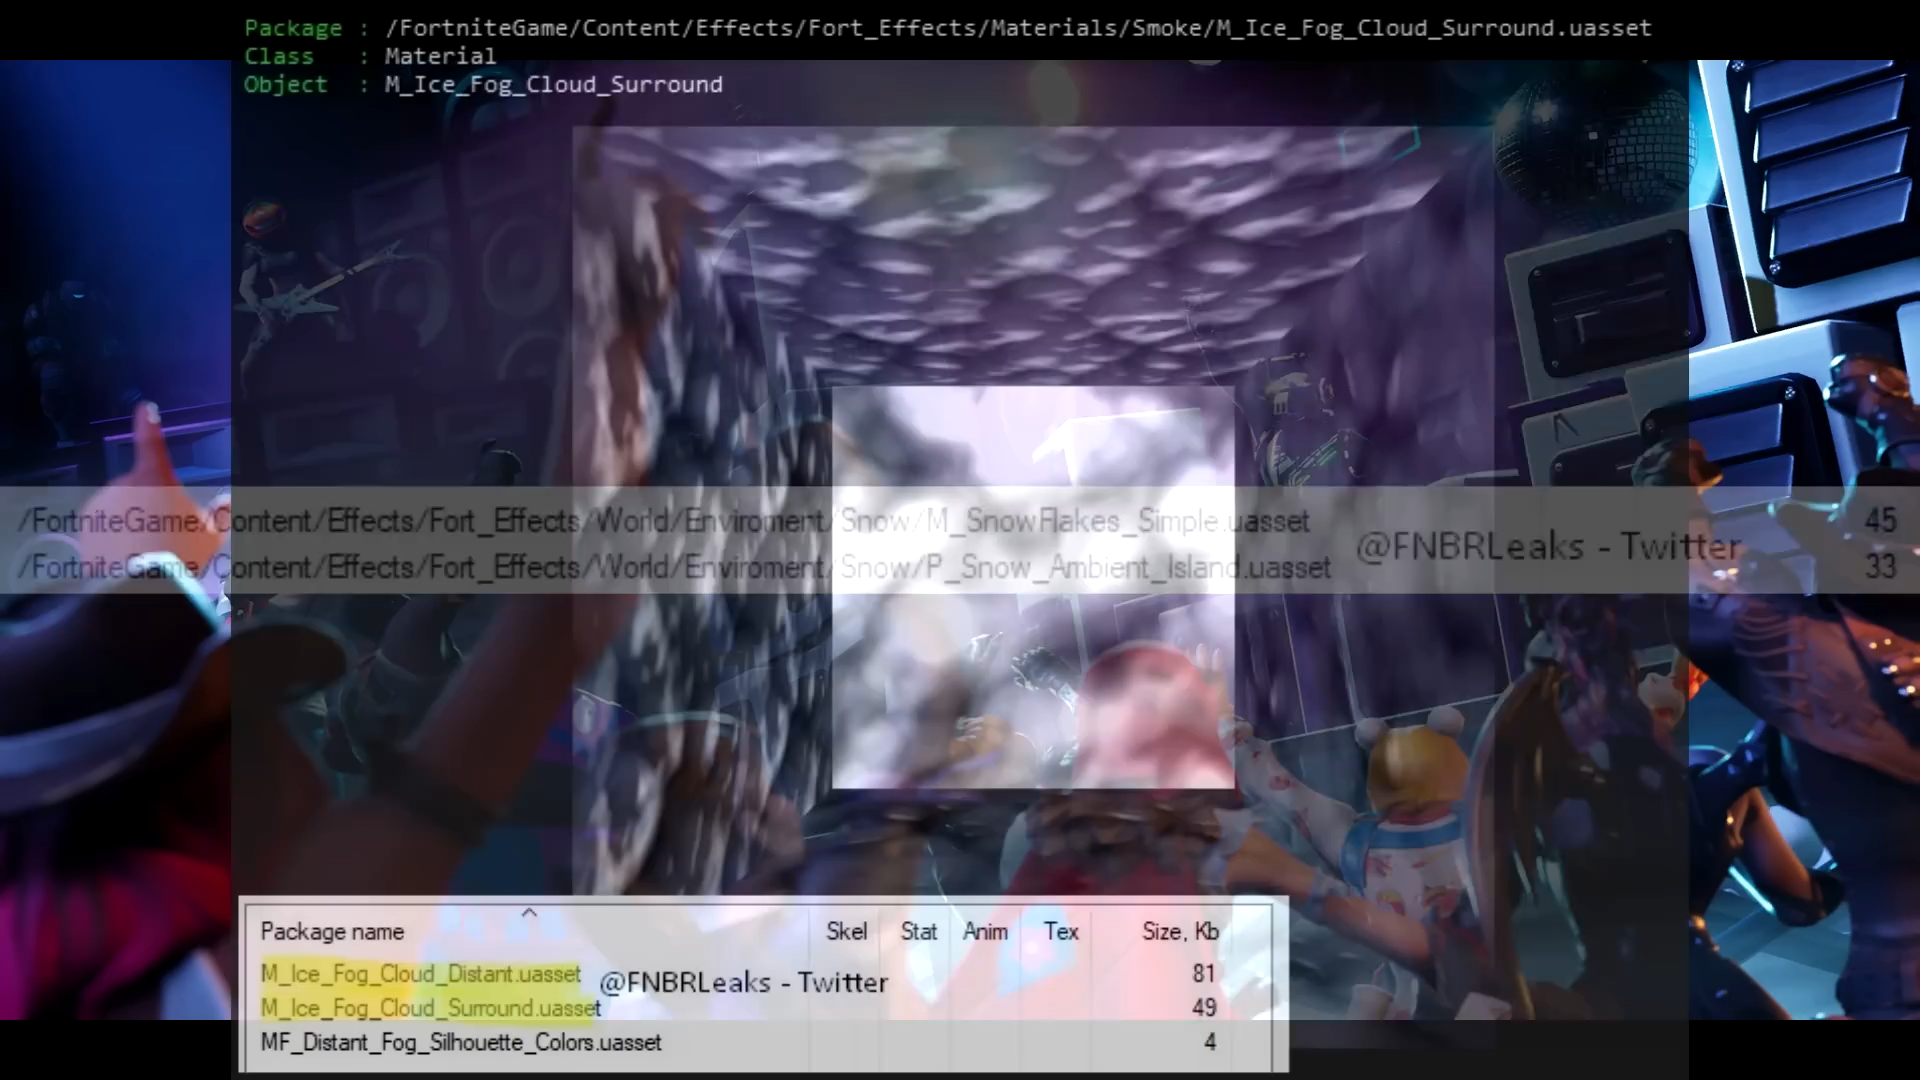 Package : /FortniteGame/Content/Effects/Fort_Effects/Materials/Smoke/M_Ice_Fog_Cloud_Surround.uasset
Class : Material
Object : M_Ice_Fog_Cloud_Surround
/FortniteGame/Content/Effects/Fort_Effects/World/Enviroment/Snow/M_SnowFlakes_Simple.uasset 45
@FNBRLeaks - Twitter
/FortniteGame/Content/Effects/Fort_Effects/World/Enviroment/Snow/P_Snow_Ambient_Island.uasset 33
Package name Skel Stat Anim Tex Size, Kb
M_Ice_Fog_Cloud_Distant.uasset 81
@FNBRLeaks - Twitter
M_Ice_Fog_Cloud_Surround.uasset 49
MF_Distant_Fog_Silhouette_Colors.uasset 4